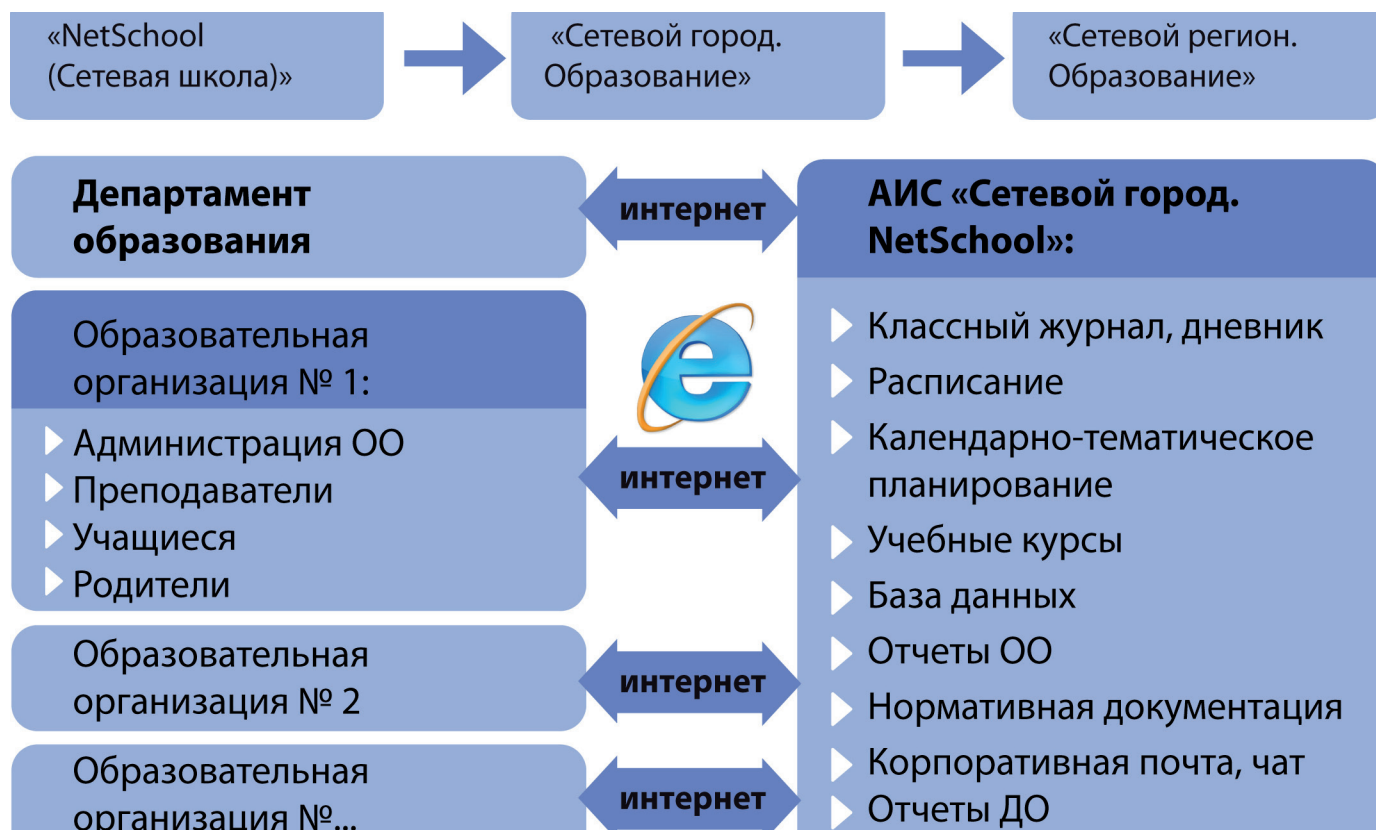 «NetSchool
(Сетевая школа)»
«Сетевой город.
Образование»
«Сетевой регион.
Образование»
Департамент
образования
интернет
АИС «Сетевой город.
NetSchool»:
Образовательная
организация № 1:
Администрация ОО
Преподаватели
Учащиеся
Родители
интернет
Образовательная
организация № 2
интернет
Образовательная
организация №...
интернет
Классный журнал, дневник
Расписание
Календарно-тематическое
планирование
Учебные курсы
База данных
Отчеты ОО
Нормативная документация
Корпоративная почта, чат
Отчеты ДО